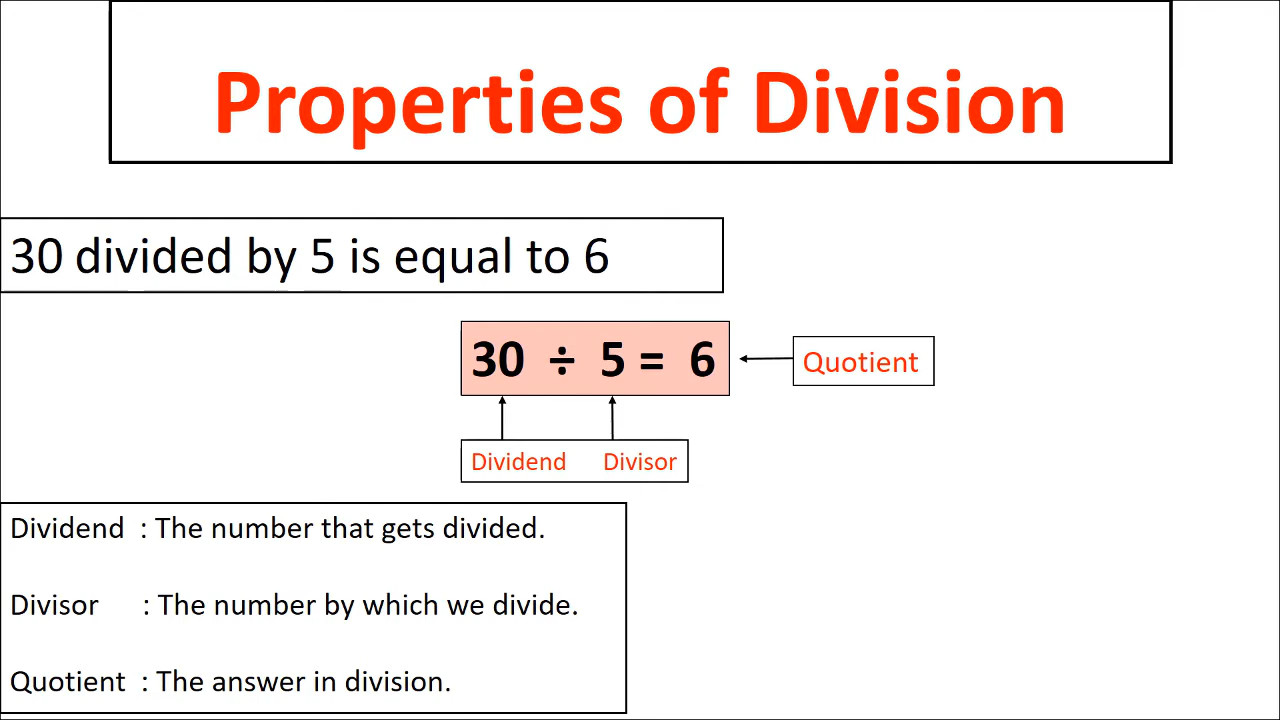 Properties of Division
30 divided by 5 is equal to 6
30 ÷ 5 = 6
Quotient
Dividend Divisor
Dividend : The number that gets divided.
Divisor : The number by which we divide.
Quotient : The answer in division.